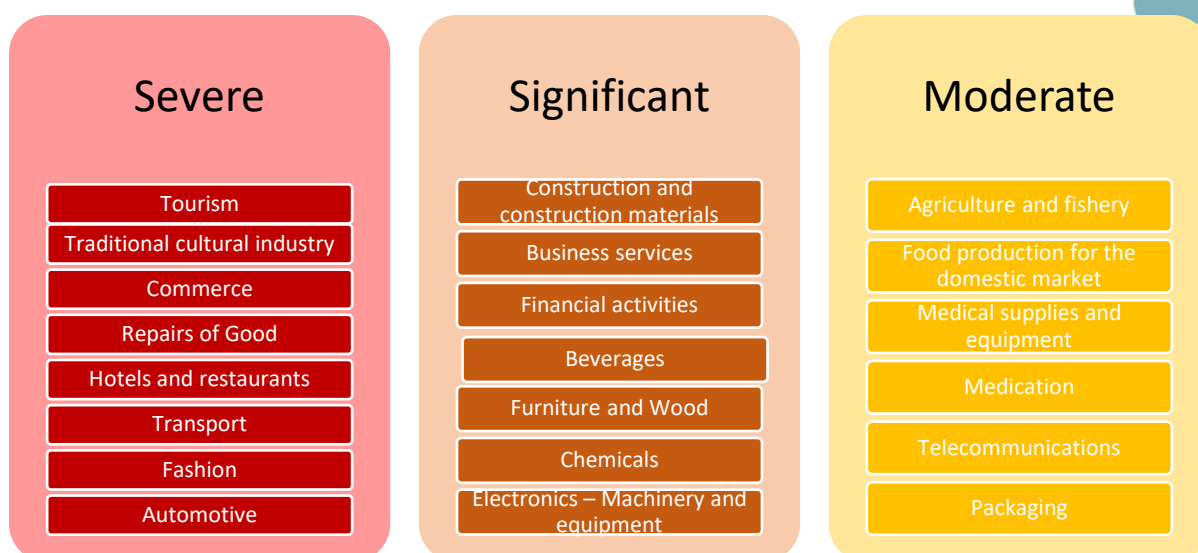 Severe
Tourism
Traditional cultural industry
Commerce
Repairs of Good
Hotels and restaurants
Transport
Fashion
Automotive
Significant
Construction and
construction materials
Business services
Financial activities
Beverages
Furniture and Wood
Chemicals
Electronics – Machinery and
equipment
Moderate
Agriculture and fishery
Food production for the
domestic market
Medical supplies and
equipment
Medication
Telecommunications
Packaging